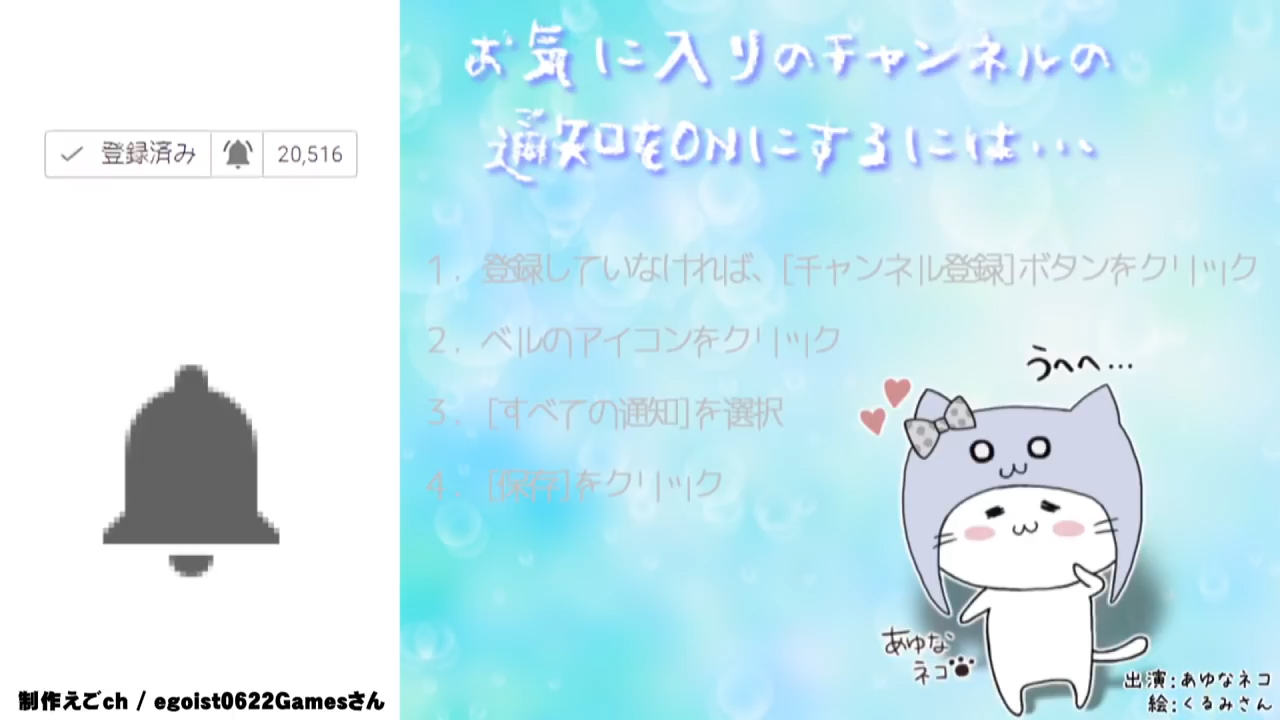 お気に入りのチャンネルの
通知をONにするには・・・
登録済み 20,516
1. 登録していなければ、[チャンネル登録]ボタンをクリック
2. ベルのアイコンをクリック
3. [すべての通知]を選択
4. [保存]をクリック
うへへ…
あゆな
ネコ
出演:あゆなネコ
絵:くるみさん
制作えごch / egoist0622Gamesさん